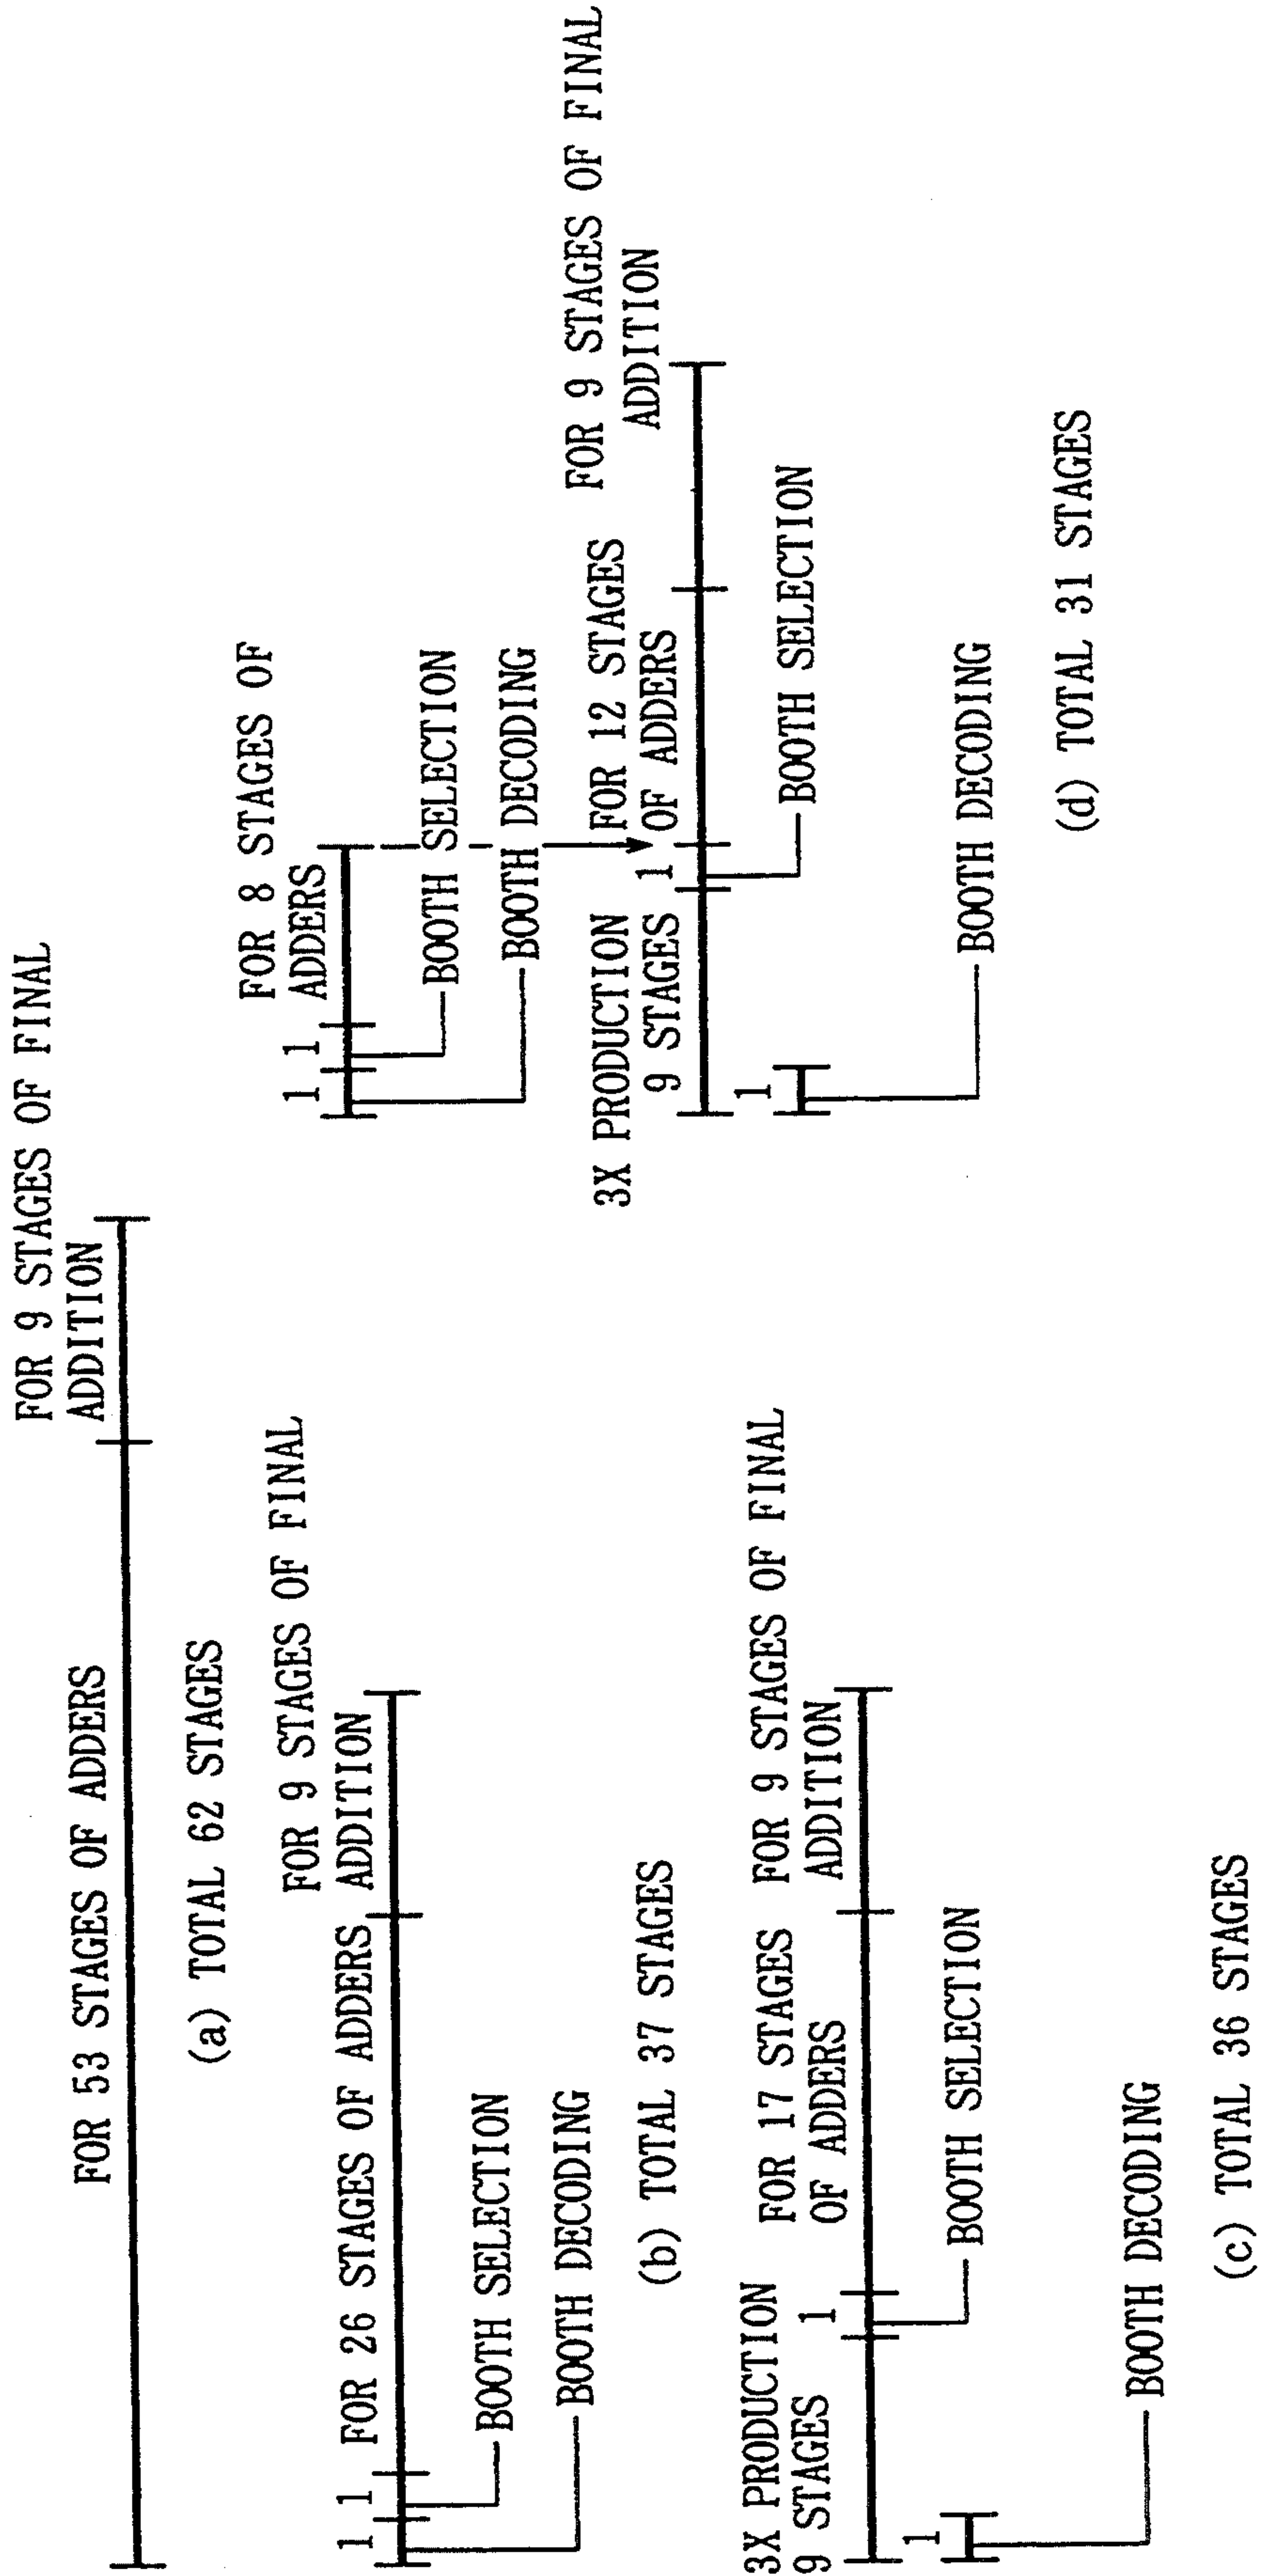 FOR 9 STAGES OF FINAL
ADDITION
FOR 53 STAGES OF ADDERS
(a) TOTAL 62 STAGES
FOR 9 STAGES OF FINAL
ADDITION
1 1 FOR 26 STAGES OF ADDERS
BOOTH SELECTION
BOOTH DECODING
(b) TOTAL 37 STAGES
3X PRODUCTION
9 STAGES
1
FOR 17 STAGES
OF ADDERS
FOR 9 STAGES OF FINAL
ADDITION
BOOTH SELECTION
1
BOOTH DECODING
(c) TOTAL 36 STAGES
FOR 8 STAGES OF
ADDERS
1 1
BOOTH SELECTION
BOOTH DECODING
3X PRODUCTION
9 STAGES
1
FOR 12 STAGES
OF ADDERS
FOR 9 STAGES OF FINAL
ADDITION
BOOTH SELECTION
1
BOOTH DECODING
(d) TOTAL 31 STAGES